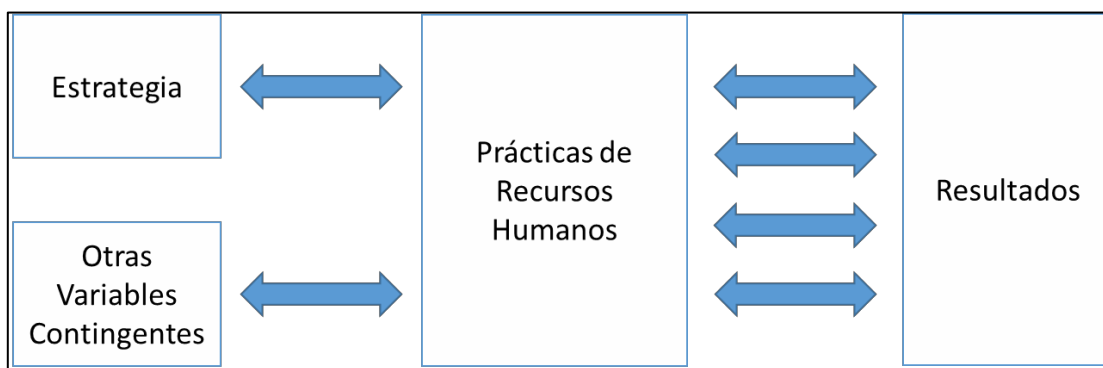 Estrategia
Otras
Variables
Contingentes
Prácticas de
Recursos
Humanos
Resultados